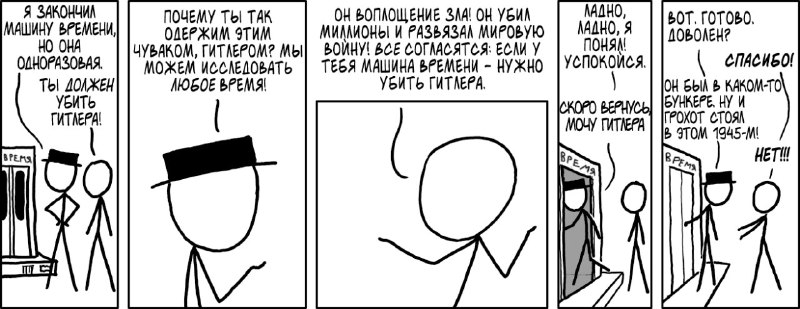 Я ЗАКОНЧИЛ
МАШИНУ ВРЕМЕНИ,
НО ОНА
ОДНОРАЗОВАЯ.
ТЫ ДОЛЖЕН
УБИТЬ
ГИТЛЕРА!
ВРЕМЯ
ПОЧЕМУ ТЫ ТАК
ОДЕРЖИМ ЭТИМ
ЧУВАКОМ, ГИТЛЕРОМ? МЫ
МОЖЕМ ИССЛЕДОВАТЬ
ЛЮБОЕ ВРЕМЯ!
ОН ВОПЛОЩЕНИЕ ЗЛА! ОН УБИЛ
МИЛЛИОНЫ И РАЗВЯЗАЛ МИРОВУЮ
ВОЙНУ! ВСЕ СОГЛАСЯТСЯ: ЕСЛИ У
ТЕБЯ МАШИНА ВРЕМЕНИ – НУЖНО
УБИТЬ ГИТЛЕРА.
ЛАДНО,
ЛАДНО, Я
ПОНЯЛ!
УСПОКОЙСЯ.
СКОРО ВЕРНУСЬ,
МОЧУ ГИТЛЕРА
ВРЕМЯ
ВОТ. ГОТОВО.
ДОВОЛЕН?
СПАСИБО!
ОН БЫЛ В КАКОМ-ТО
БУНКЕРЕ. НУ И
ГРОХОТ СТОЯЛ
В ЭТОМ 1945-М!
НЕТ!!!
ВРЕМЯ